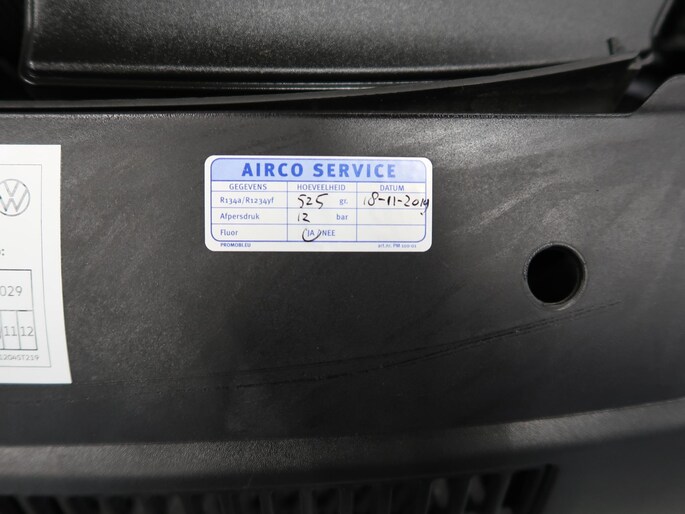 AIRCO SERVICE
GEGEVENS HOEVEELHEID DATUM
R134a/R1234yf 525 gr. 18-11-2019
Afpersdruk 12 bar
Fluor JA / NEE
PROMOBI.EU
029
11 12